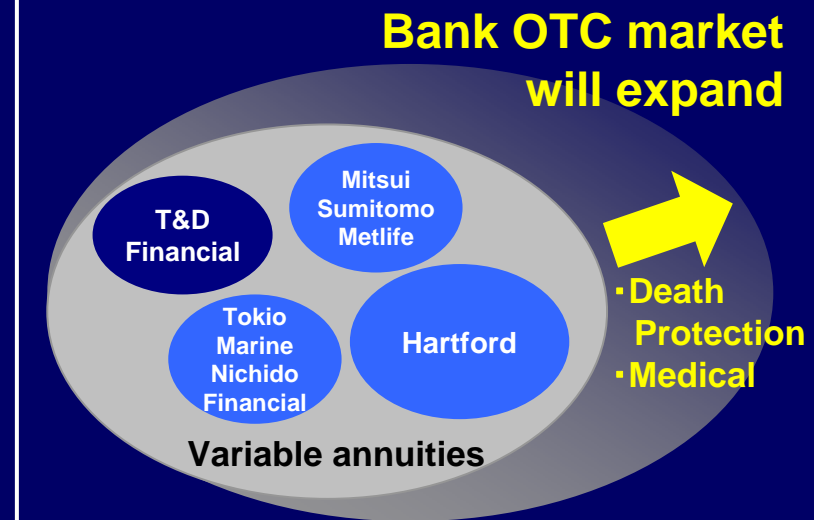 Bank OTC market
will expand
Mitsui
Sumitomo
Metlife
T&D
Financial
Tokio
Marine
Nichido
Financial
Hartford
・Death
Protection
・Medical
Variable annuities